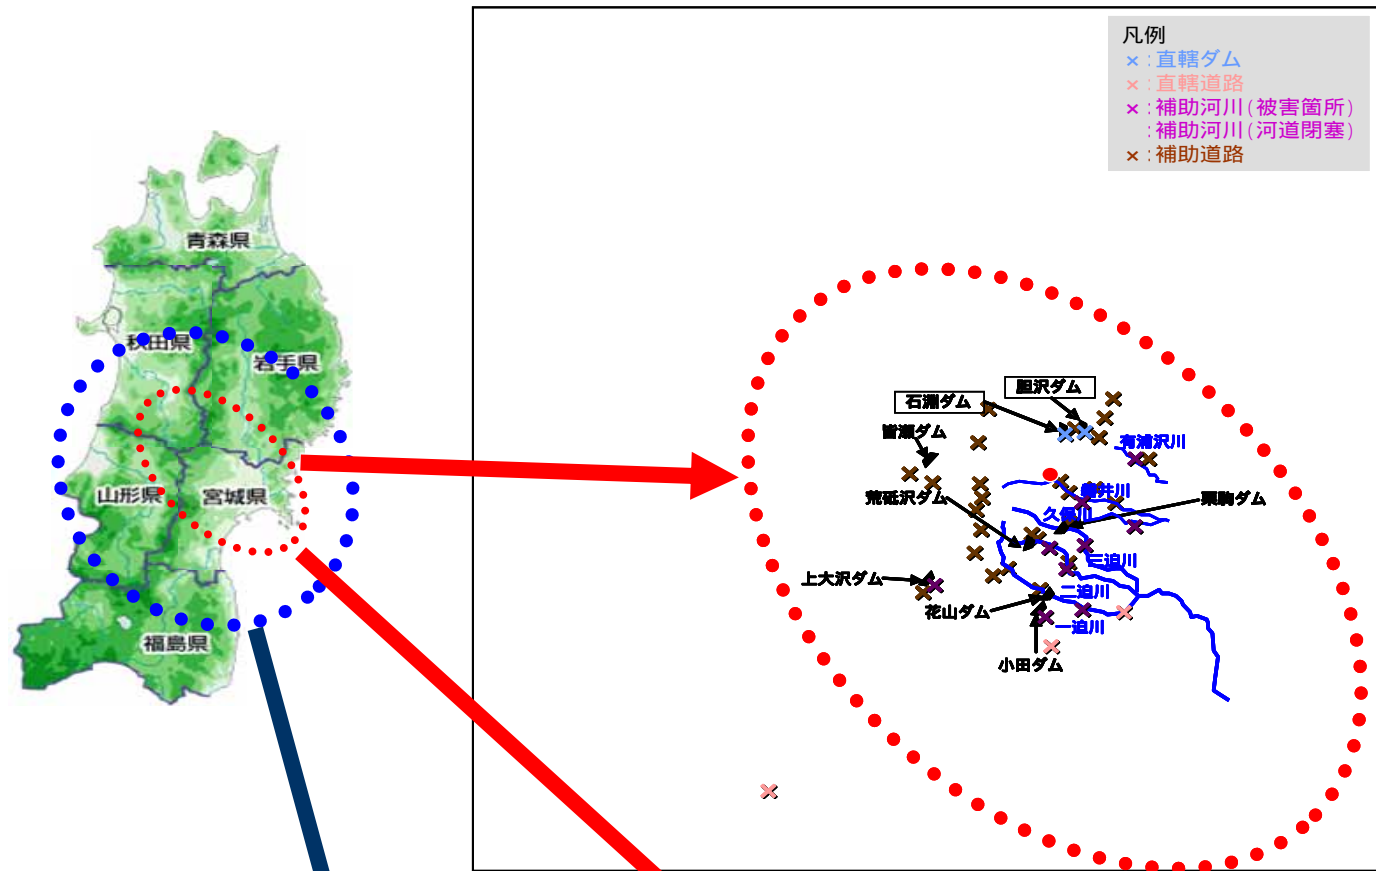 凡例
×:直轄ダム
×:直轄道路
×:補助河川(被害箇所)
:補助河川(河道閉塞)
×:補助道路
青森県
秋田県
岩手県
山形県
宮城県
福島県
胆沢ダム
石淵ダム
皆瀬ダム
有浦沢川
荒砥沢ダム
栗駒ダム
久保川
三迫川
上大沢ダム
二迫川
花山ダム
一迫川
小田ダム